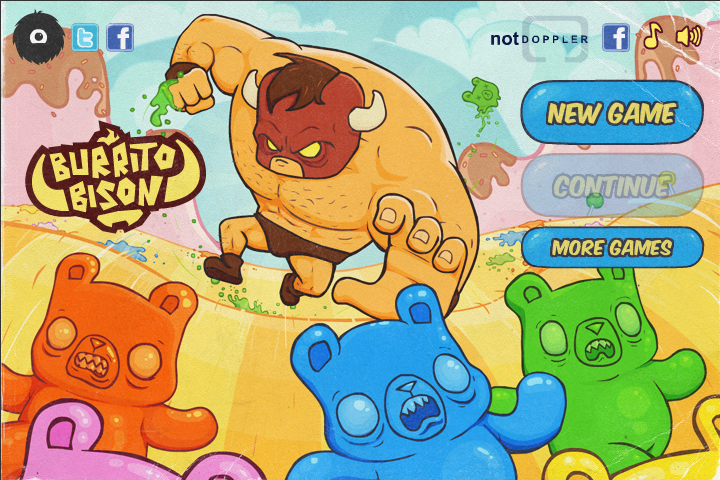 notDOPPLER
BURRITO
BISON
NEW GAME
CONTINUE
MORE GAMES